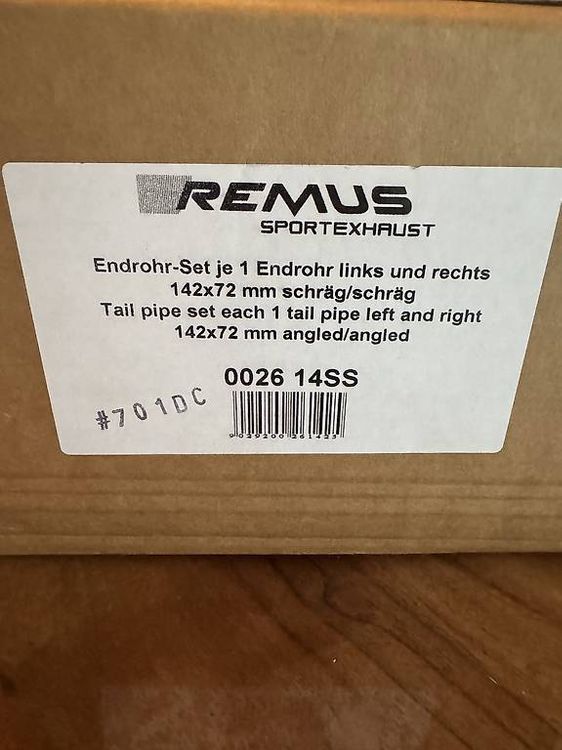 REMUS
SPORTEXHAUST
Endrohr-Set je 1 Endrohr links und rechts
142x72 mm schräg/schräg
Tail pipe set each 1 tail pipe left and right
142x72 mm angled/angled
0026 14SS
#701DC